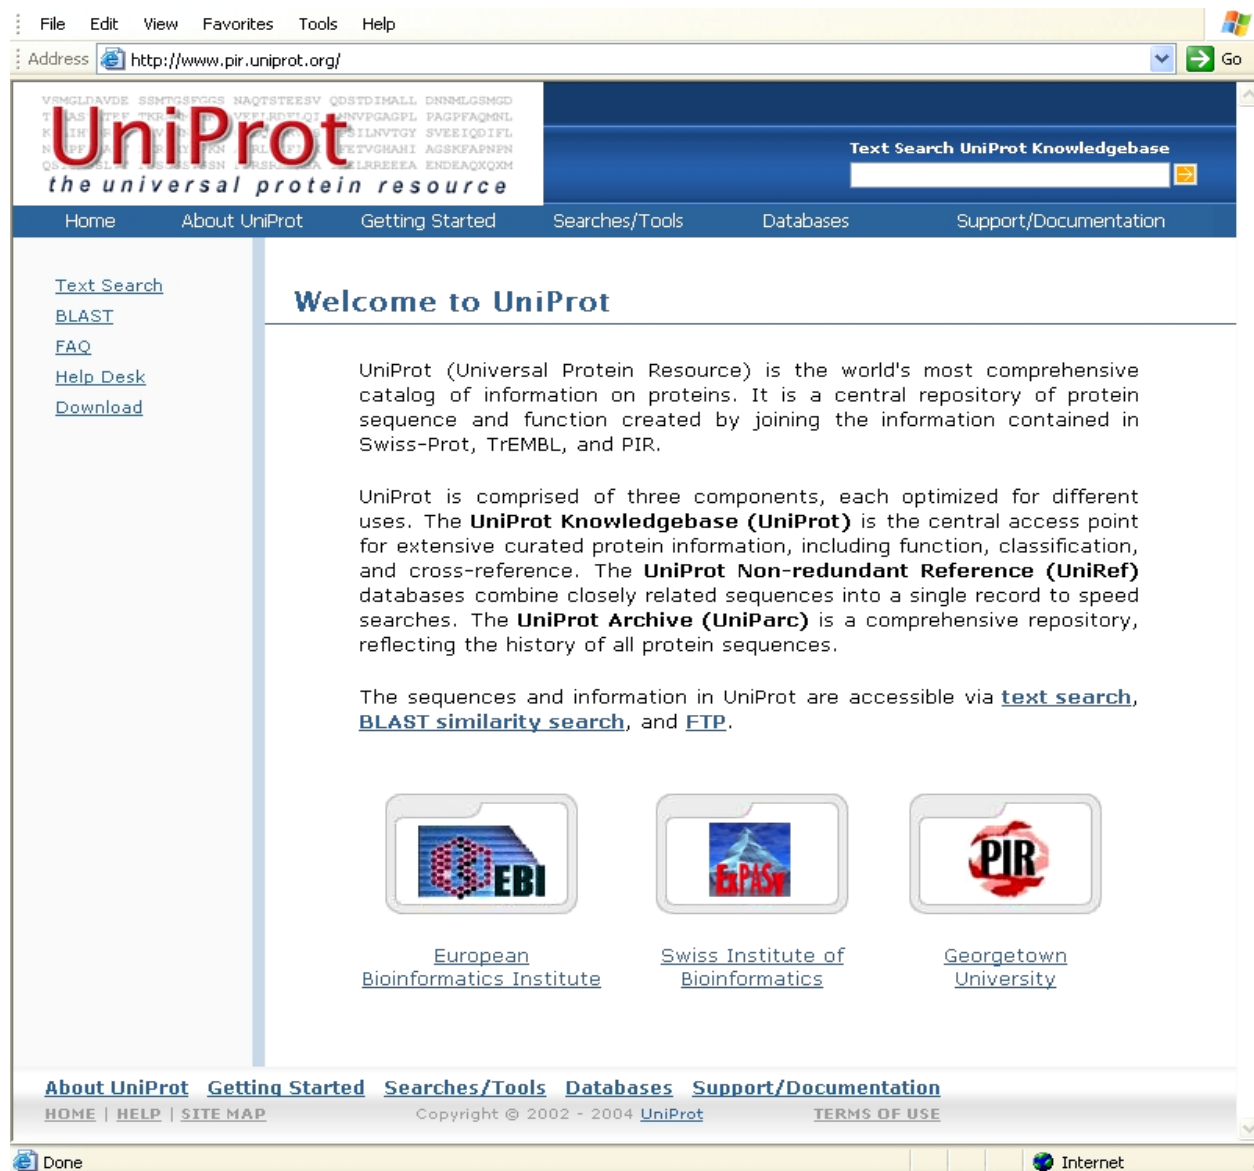 File Edit View Favorites Tools Help
Address http://www.pir.uniprot.org/ Go
UniProt
the universal protein resource
Text Search UniProt Knowledgebase
Home About UniProt Getting Started Searches/Tools Databases Support/Documentation
Text Search
BLAST
FAQ
Help Desk
Download
Welcome to UniProt
UniProt (Universal Protein Resource) is the world's most comprehensive
catalog of information on proteins. It is a central repository of protein
sequence and function created by joining the information contained in
Swiss-Prot, TrEMBL, and PIR.
UniProt is comprised of three components, each optimized for different
uses. The UniProt Knowledgebase (UniProt) is the central access point
for extensive curated protein information, including function, classification,
and cross-reference. The UniProt Non-redundant Reference (UniRef)
databases combine closely related sequences into a single record to speed
searches. The UniProt Archive (UniParc) is a comprehensive repository,
reflecting the history of all protein sequences.
The sequences and information in UniProt are accessible via text search,
BLAST similarity search, and FTP.
EBI
ExPASy
PIR
European
Bioinformatics Institute
Swiss Institute of
Bioinformatics
Georgetown
University
About UniProt Getting Started Searches/Tools Databases Support/Documentation
HOME | HELP | SITE MAP Copyright © 2002 - 2004 UniProt TERMS OF USE
Done Internet